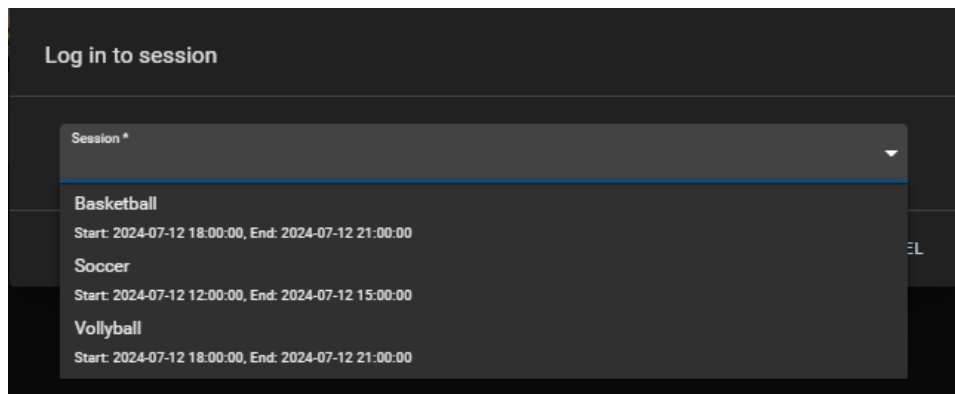 Log in to session
Session *
Basketball
Start: 2024-07-12 18:00:00, End: 2024-07-12 21:00:00
Soccer
Start: 2024-07-12 12:00:00, End: 2024-07-12 15:00:00
Vollyball
Start: 2024-07-12 18:00:00, End: 2024-07-12 21:00:00
EL